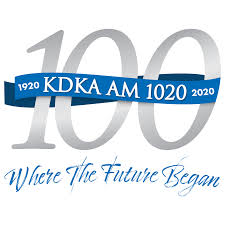 100
1920 KDKA AM 1020 2020
Where The Future Began